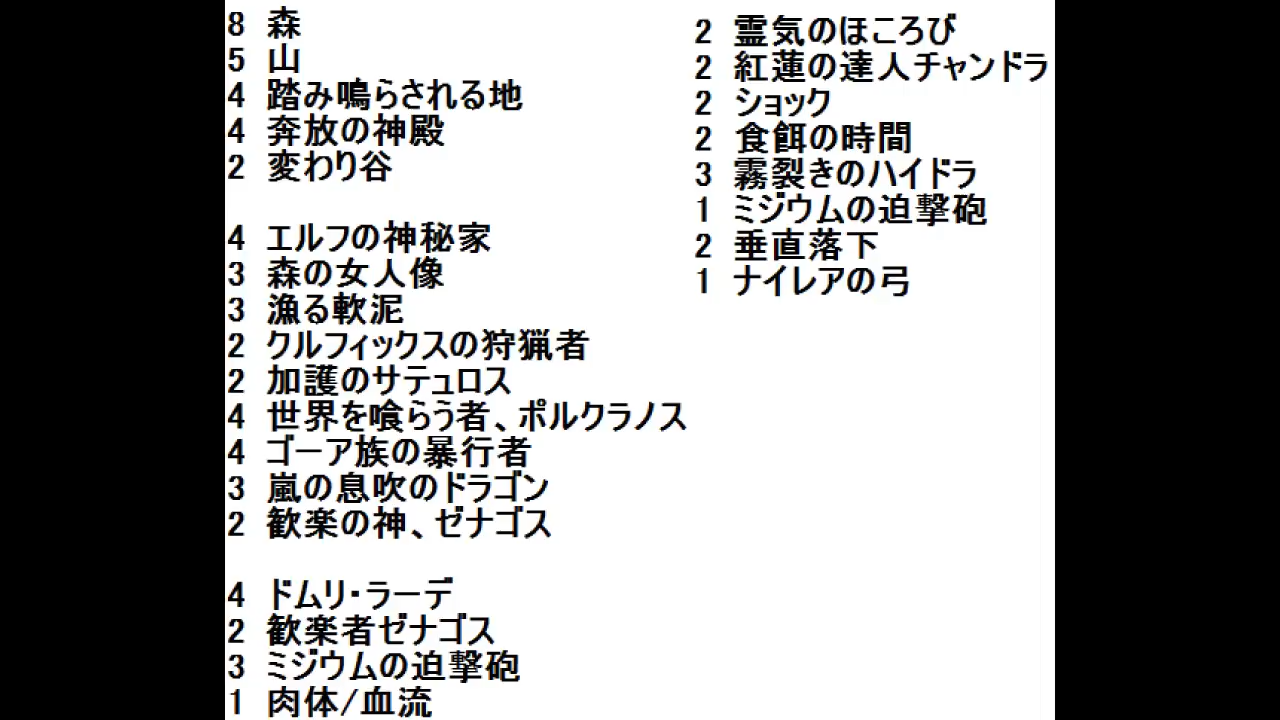 8 森
5 山
4 踏み鳴らされる地
4 奔放の神殿
2 変わり谷
4 エルフの神秘家
3 森の女人像
3 漁る軟泥
2 クルフィックスの狩猟者
2 加護のサテュロス
4 世界を喰らう者、ポルクラノス
4 ゴーア族の暴行者
3 嵐の息吹のドラゴン
2 歓楽の神、ゼナゴス
4 ドムリ・ラーデ
2 歓楽者ゼナゴス
3 ミジウムの迫撃砲
1 肉体/血流
2 霊気のほころび
2 紅蓮の達人チャンドラ
2 ショック
2 食餌の時間
3 霧裂きのハイドラ
1 ミジウムの迫撃砲
2 垂直落下
1 ナイレアの弓